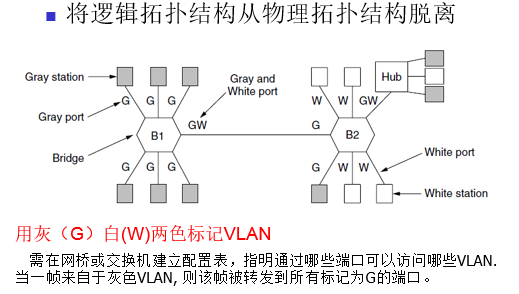 将逻辑拓扑结构从物理拓扑结构脱离
Gray station
Gray port
Bridge
G G G
B1
G G G
Gray and
White port
GW
W W GW
Hub
G
B2
G W W
White port
White station
用灰（G）白(W)两色标记VLAN
需在网桥或交换机建立配置表，指明通过哪些端口可以访问哪些VLAN.
当一帧来自于灰色VLAN, 则该帧被转发到所有标记为G的端口。